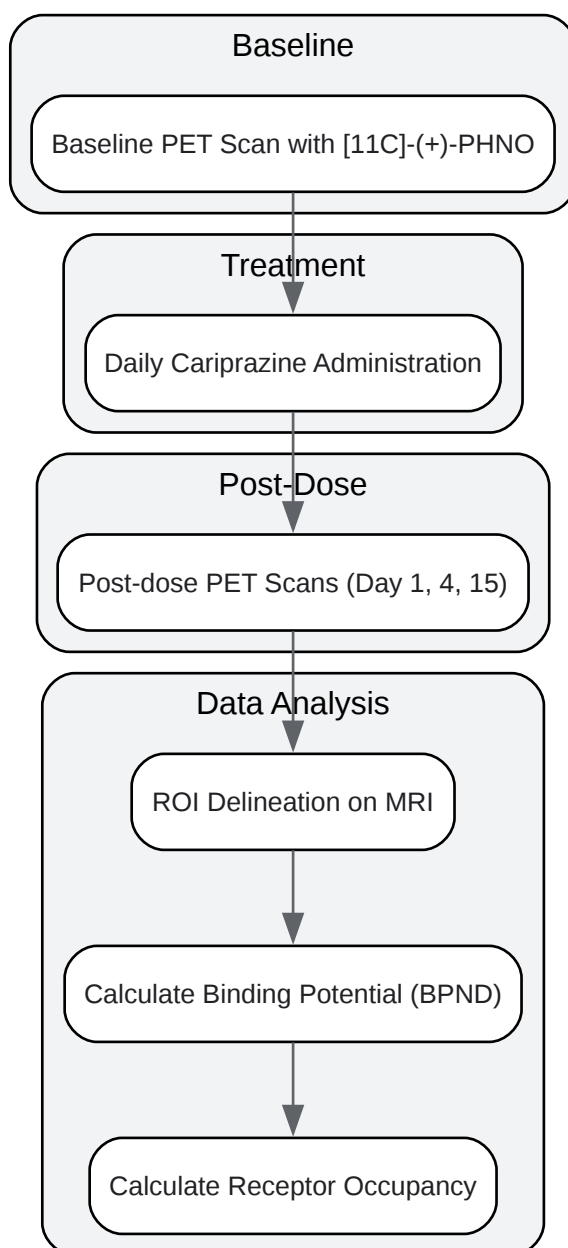 Baseline
Baseline PET Scan with [11C]-(+)-PHNO
Treatment
Daily Cariprazine Administration
Post-Dose
Post-dose PET Scans (Day 1, 4, 15)
Data Analysis
ROI Delineation on MRI
Calculate Binding Potential (BPND)
Calculate Receptor Occupancy